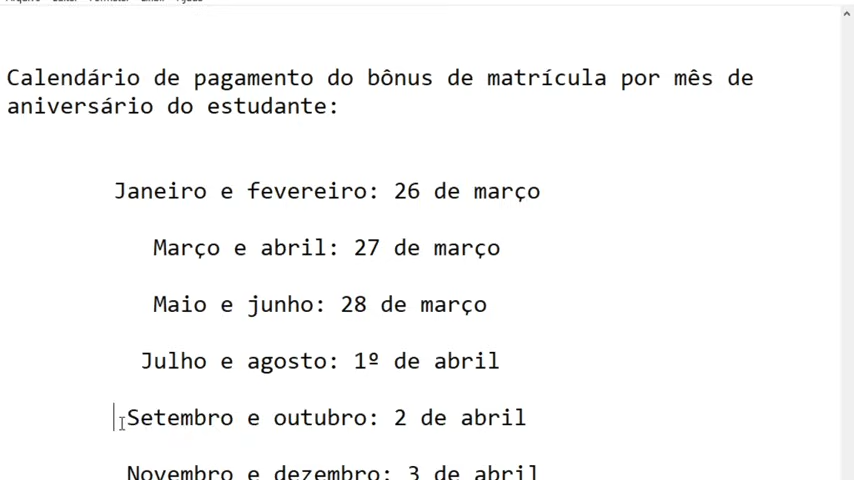 Calendário de pagamento do bônus de matrícula por mês de
aniversário do estudante:
Janeiro e fevereiro: 26 de março
Março e abril: 27 de março
Maio e junho: 28 de março
Julho e agosto: 1º de abril
Setembro e outubro: 2 de abril
Novembro e dezembro: 3 de abril